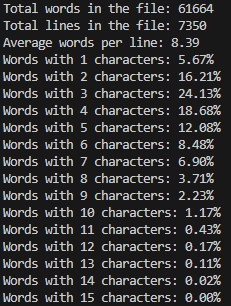 Total words in the file: 61664
Total lines in the file: 7350
Average words per line: 8.39
Words with 1 characters: 5.67%
Words with 2 characters: 16.21%
Words with 3 characters: 24.13%
Words with 4 characters: 18.68%
Words with 5 characters: 12.08%
Words with 6 characters: 8.48%
Words with 7 characters: 6.90%
Words with 8 characters: 3.71%
Words with 9 characters: 2.23%
Words with 10 characters: 1.17%
Words with 11 characters: 0.43%
Words with 12 characters: 0.17%
Words with 13 characters: 0.11%
Words with 14 characters: 0.02%
Words with 15 characters: 0.00%